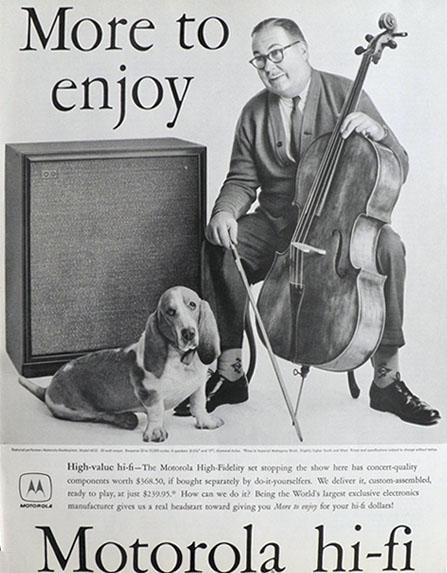 More to
enjoy
High-value hi-fi—The Motorola High-Fidelity set stopping the show here has concert-quality
components worth $368.50, if bought separately by do-it-yourselfers. We deliver it, custom-assembled,
ready to play, at just $239.95.* How can we do it? Being the World's largest exclusive electronics
manufacturer gives us a real headstart toward giving you More to enjoy for your hi-fi dollars!
MOTOROLA
Motorola hi-fi